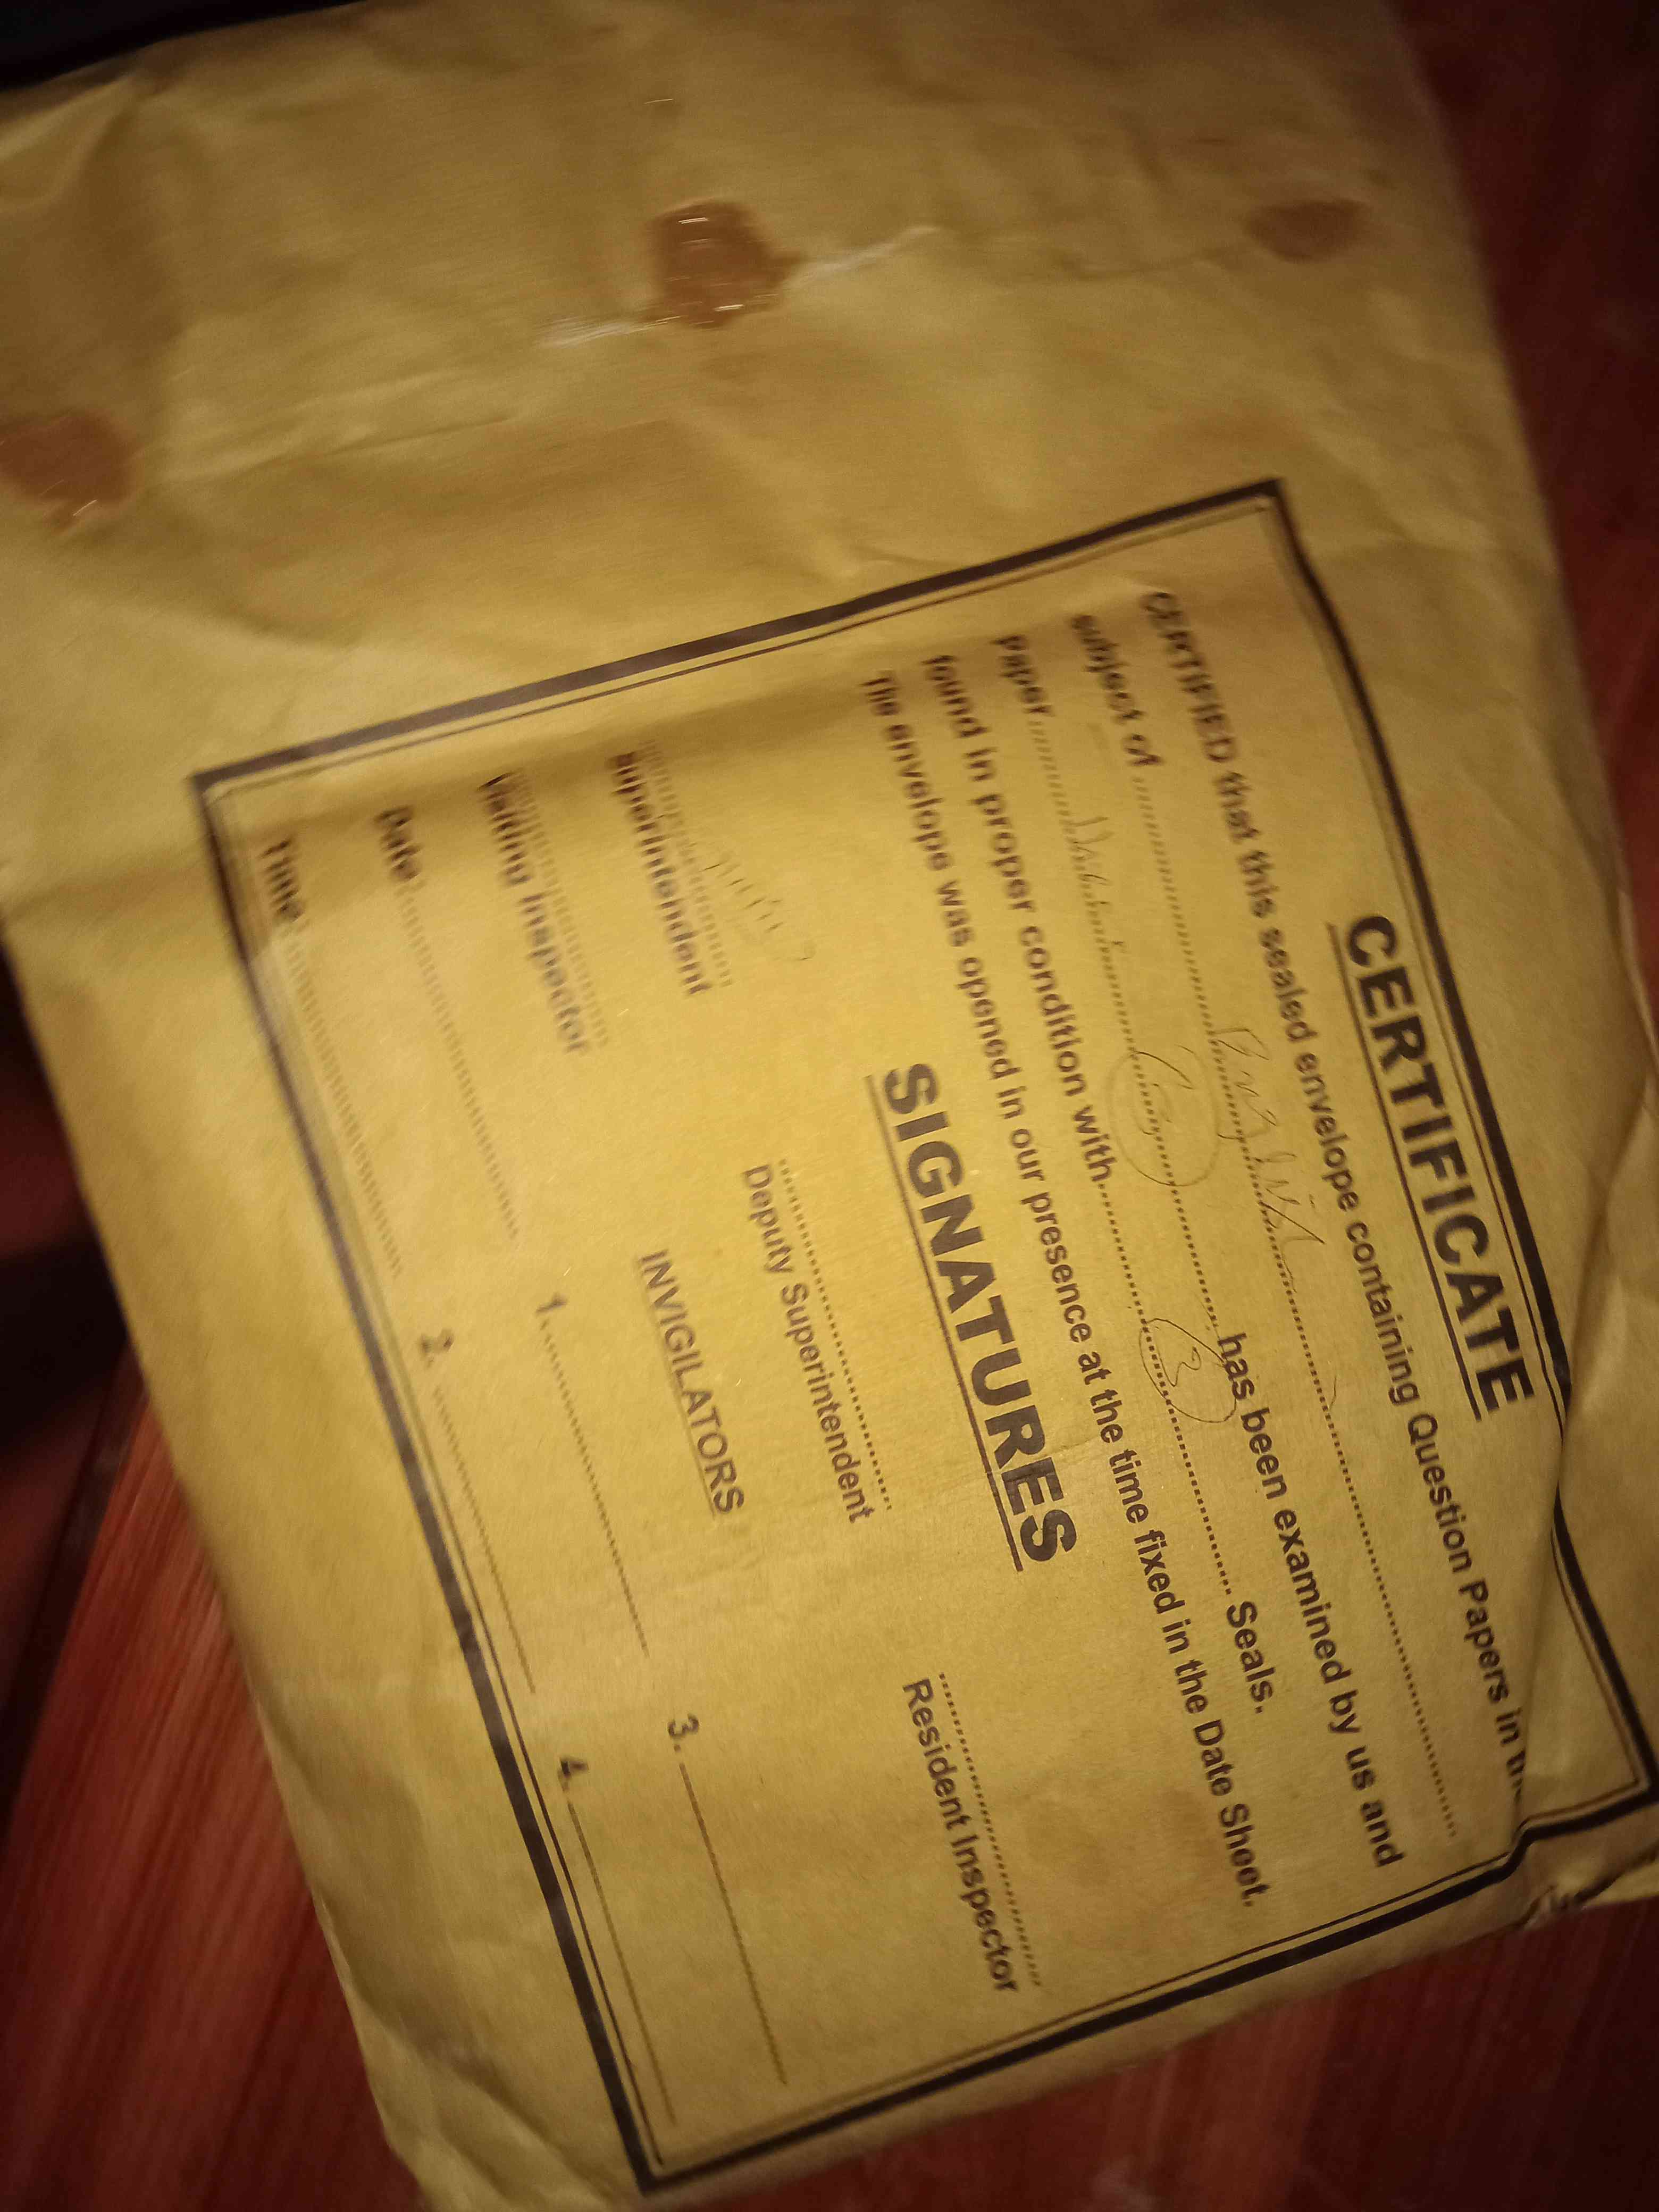 CERTIFICATE
CERTIFIED that this sealed envelope containing Question Papers in
subject of ........................................
Paper ........................................ has been examined by us and
found in proper condition with ............ 3 ............ Seals.
The envelope was opened in our presence at the time fixed in the Date Sheet.
SIGNATURES
Superintendent
Deputy Superintendent
Resident Inspector
Visiting Inspector
INVIGILATORS
Date:
1.
3.
Time:
2.
4.